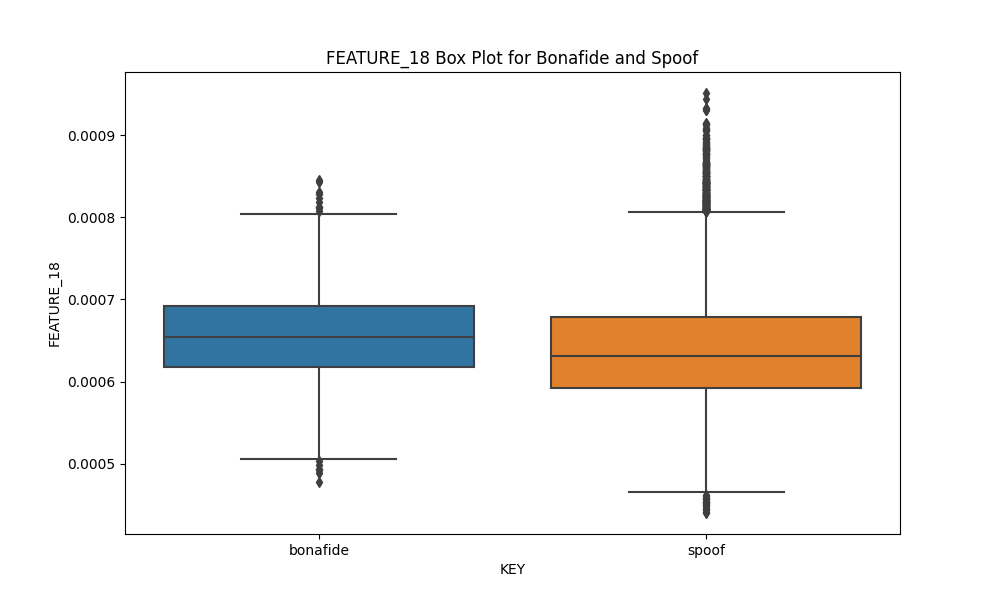 FEATURE_18 Box Plot for Bonafide and Spoof
0.0009
0.0008
0.0007
0.0006
0.0005
FEATURE_18
bonafide
spoof
KEY